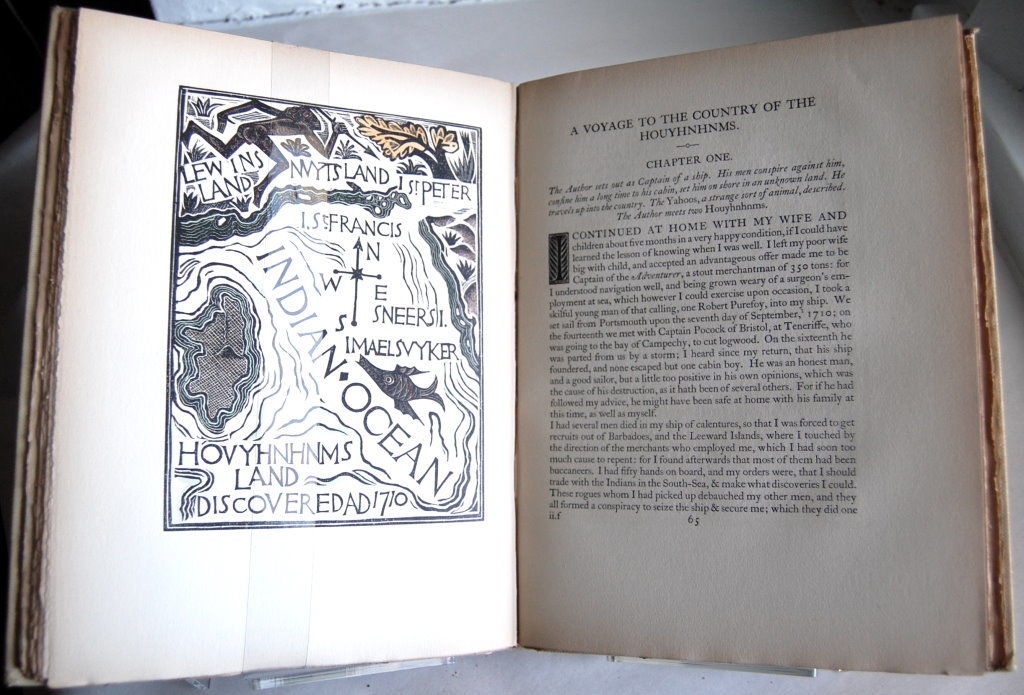 LEWINS
LAND
NUYTSLAND
I ST PETER
I. ST FRANCIS
N
W
E
S
SNEERS I.
I MAELSVYKER
INDIAN · OCEAN
HOVYHNHNMS
LAND
DISCOVEREDAD1710
A VOYAGE TO THE COUNTRY OF THE
HOUYHNHNMS.
CHAPTER ONE.
The Author sets out as Captain of a ship. His men conspire against him,
confine him a long time to his cabin, set him on shore in an unknown land. He
travels up into the country. The Yahoos, a strange sort of animal, described.
The Author meets two Houyhnhnms.
I CONTINUED AT HOME WITH MY WIFE AND
children about five months in a very happy condition, if I could have
learned the lesson of knowing when I was well. I left my poor wife
big with child, and accepted an advantageous offer made me to be
Captain of the Adventurer, a stout merchantman of 350 tons: for
I understood navigation well, and being grown weary of a surgeon's em-
ployment at sea, which however I could exercise upon occasion, I took a
skilful young man of that calling, one Robert Purefoy, into my ship. We
set sail from Portsmouth upon the seventh day of September, 1710; on
the fourteenth we met with Captain Pocock of Bristol, at Teneriffe, who
was going to the bay of Campechy, to cut logwood. On the sixteenth he
was parted from us by a storm; I heard since my return, that his ship
foundered, and none escaped but one cabin boy. He was an honest man,
and a good sailor, but a little too positive in his own opinions, which was
the cause of his destruction, as it hath been of several others. For if he had
followed my advice, he might have been safe at home with his family at
this time, as well as myself.
I had several men died in my ship of calentures, so that I was forced to get
recruits out of Barbadoes, and the Leeward Islands, where I touched by
the direction of the merchants who employed me, which I had soon too
much cause to repent: for I found afterwards that most of them had been
buccaneers. I had fifty hands on board, and my orders were, that I should
trade with the Indians in the South-Sea, & make what discoveries I could.
These rogues whom I had picked up debauched my other men, and they
all formed a conspiracy to seize the ship & secure me; which they did one
ii.f
65